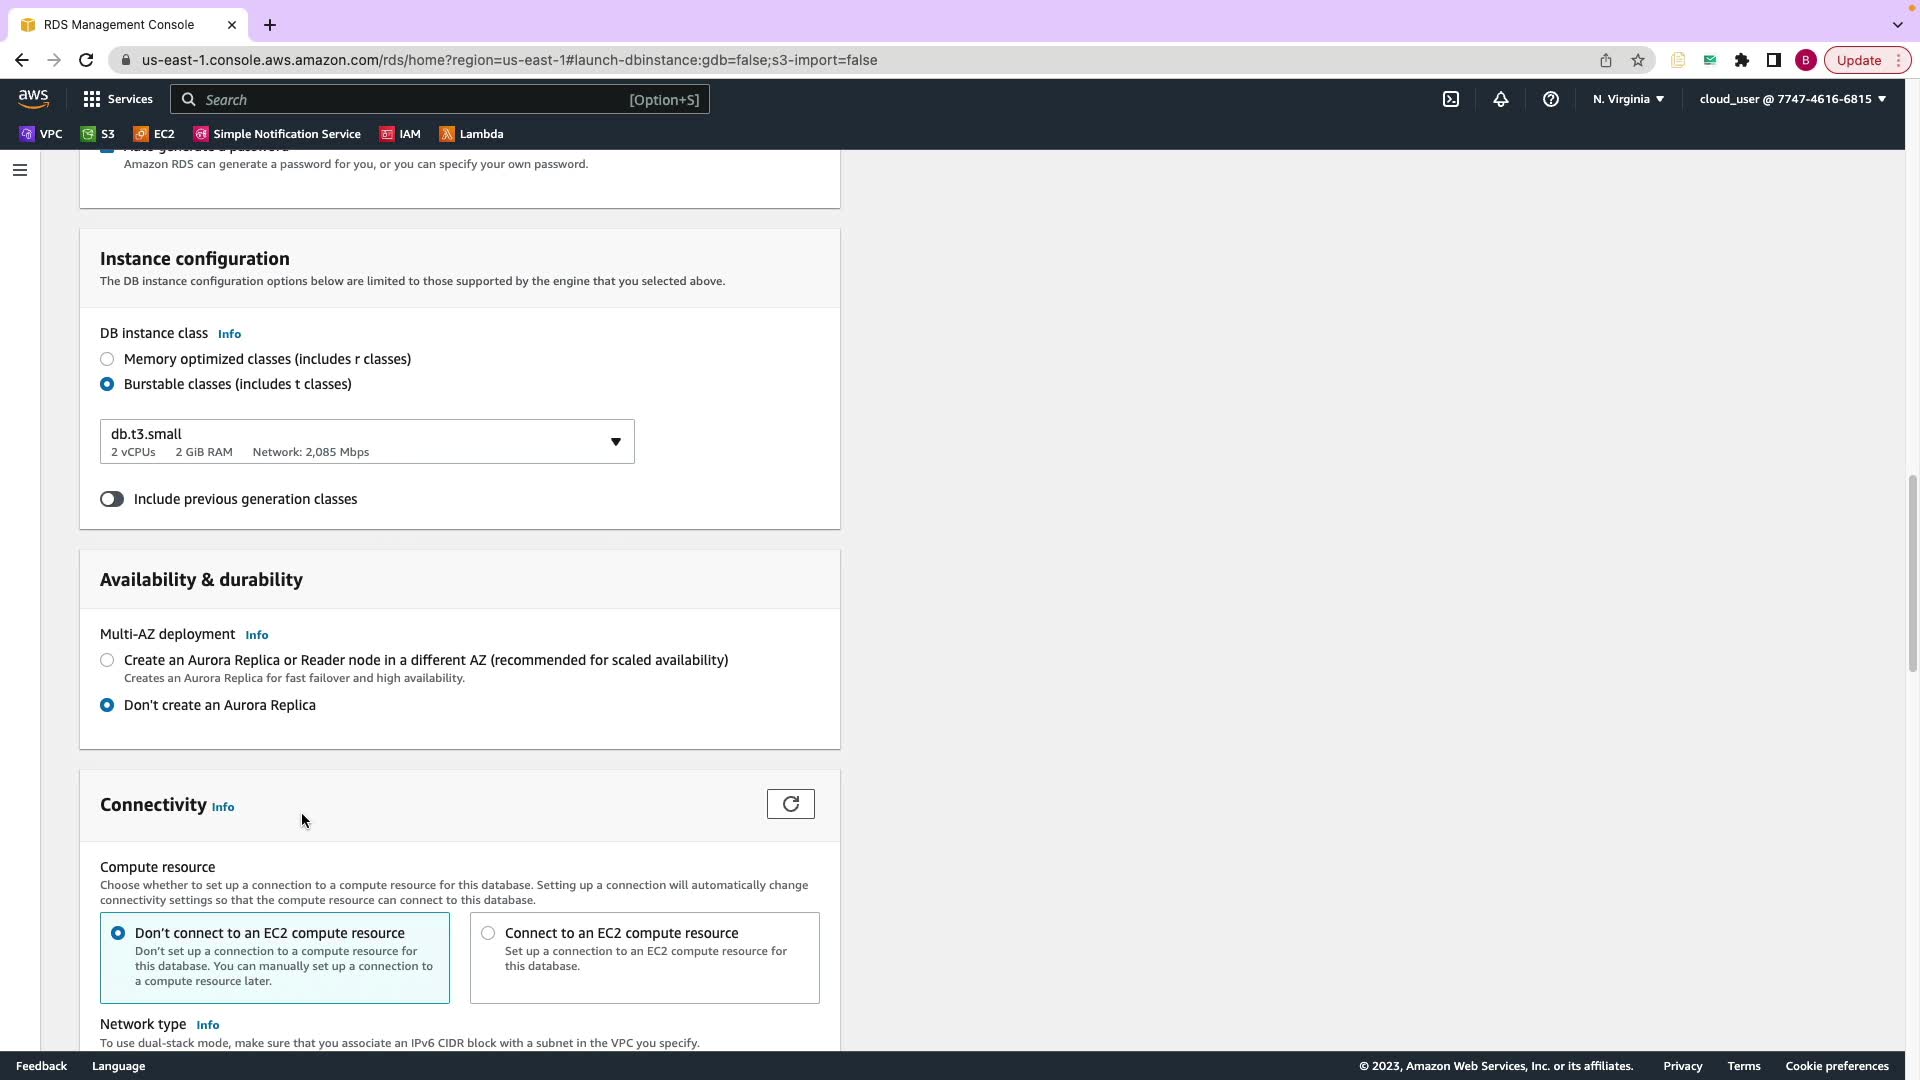 RDS Management Console
us-east-1.console.aws.amazon.com/rds/home?region=us-east-1#launch-dbinstance:gdb=false;s3-import=false
B
Update
aws
Services
Search
[Option+S]
N. Virginia
cloud_user @ 7747-4616-6815
VPC
S3
EC2
Simple Notification Service
IAM
Lambda
Amazon RDS can generate a password for you, or you can specify your own password.
Instance configuration
The DB instance configuration options below are limited to those supported by the engine that you selected above.
DB instance class Info
Memory optimized classes (includes r classes)
Burstable classes (includes t classes)
db.t3.small
2 vCPUs 2 GiB RAM Network: 2,085 Mbps
Include previous generation classes
Availability & durability
Multi-AZ deployment Info
Create an Aurora Replica or Reader node in a different AZ (recommended for scaled availability)
Creates an Aurora Replica for fast failover and high availability.
Don't create an Aurora Replica
Connectivity Info
Compute resource
Choose whether to set up a connection to a compute resource for this database. Setting up a connection will automatically change
connectivity settings so that the compute resource can connect to this database.
Don’t connect to an EC2 compute resource
Don’t set up a connection to a compute resource for
this database. You can manually set up a connection to
a compute resource later.
Connect to an EC2 compute resource
Set up a connection to an EC2 compute resource for
this database.
Network type Info
To use dual-stack mode, make sure that you associate an IPv6 CIDR block with a subnet in the VPC you specify.
Feedback
Language
© 2023, Amazon Web Services, Inc. or its affiliates.
Privacy
Terms
Cookie preferences